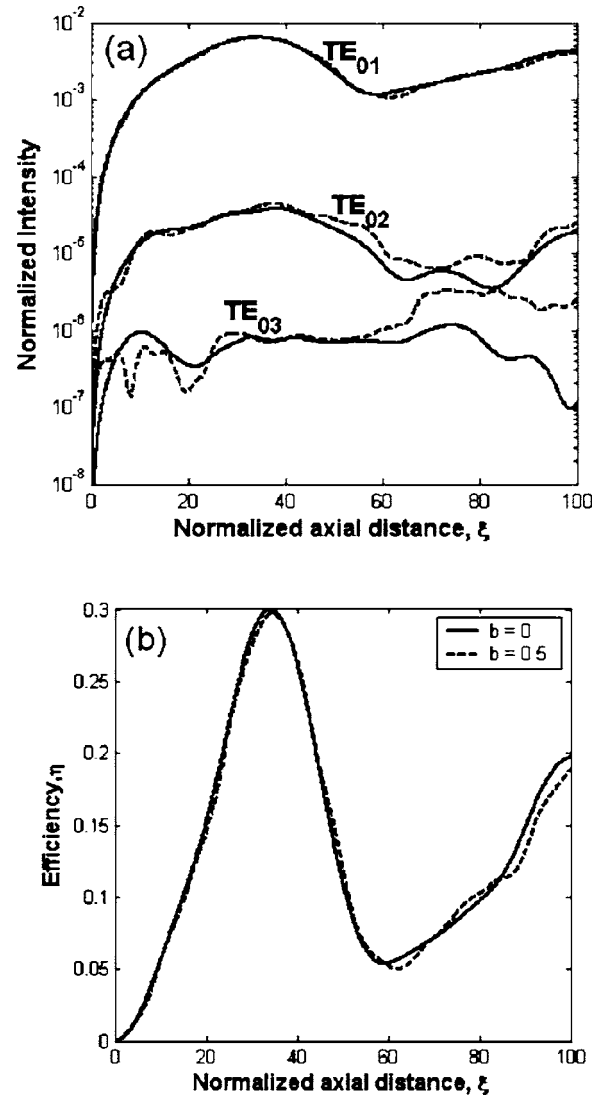 (a)
10-2
10-3
10-4
10-5
10-6
10-7
10-8
Normalized Intensity
TE01
TE02
TE03
0 20 40 60 80 100
Normalized axial distance, ξ
(b)
0.3
0.25
0.2
0.15
0.1
0.05
0
Efficiency,η
b = 0
b = 0.5
0 20 40 60 80 100
Normalized axial distance, ξ